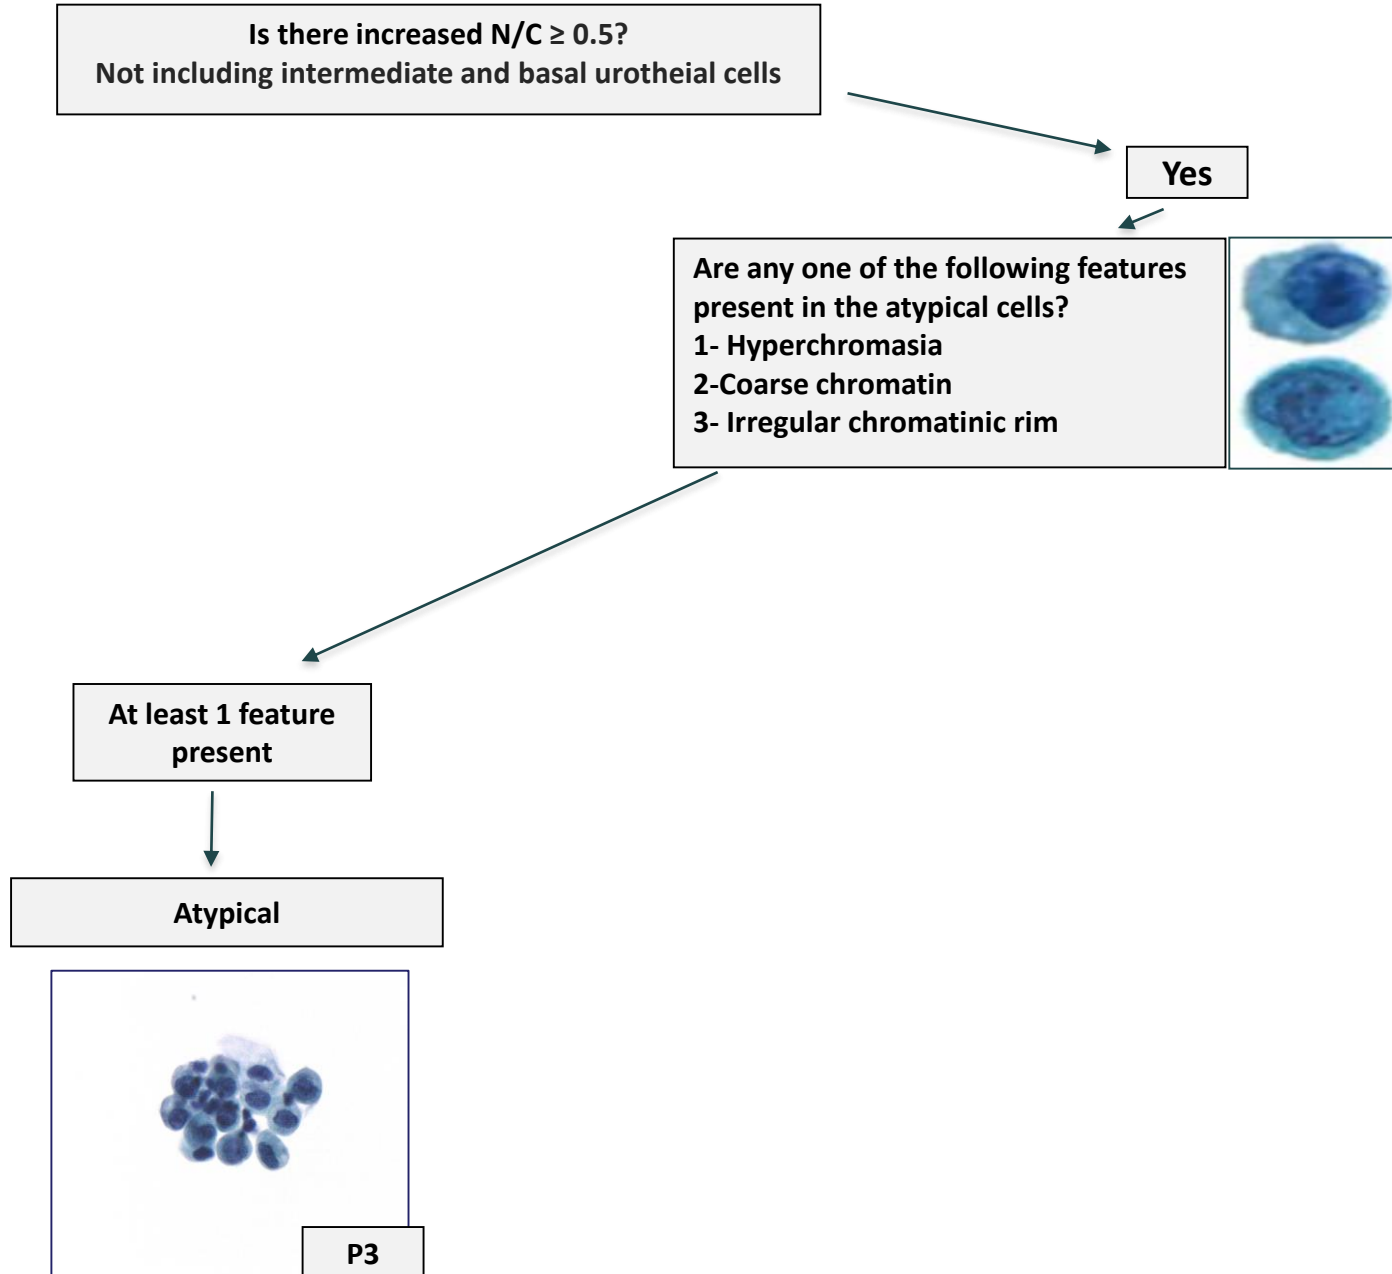 Is there increased N/C ≥ 0.5?
Not including intermediate and basal urotheial cells
Yes
Are any one of the following features
present in the atypical cells?
1- Hyperchromasia
2-Coarse chromatin
3- Irregular chromatinic rim
At least 1 feature
present
Atypical
P3